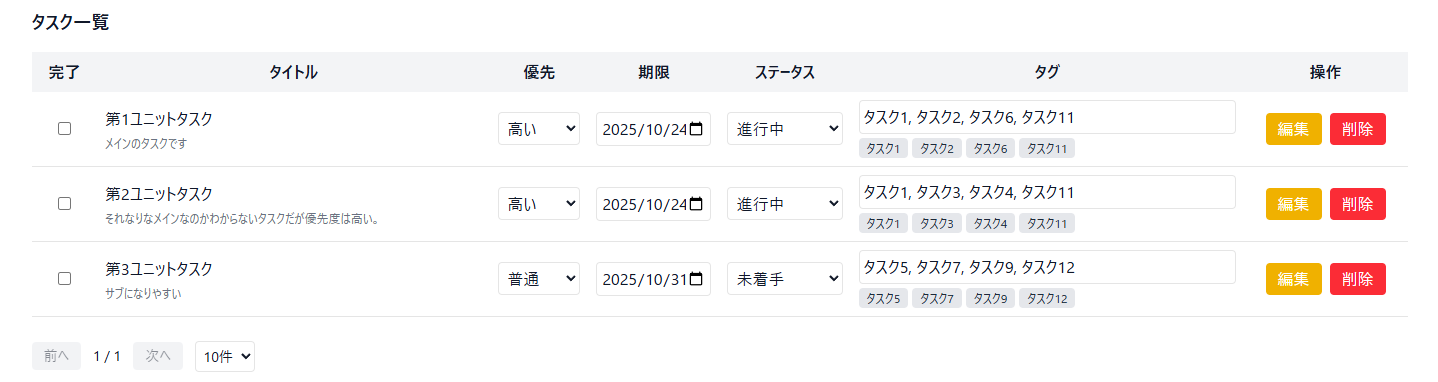 タスク一覧
完了 タイトル 優先 期限 ステータス タグ 操作
第1ユニットタスク
メインのタスクです
高い 2025/10/24 進行中
タスク1, タスク2, タスク6, タスク11
タスク1 タスク2 タスク6 タスク11
編集 削除
第2ユニットタスク
それなりなメインなのかわからないタスクだが優先度は高い。
高い 2025/10/24 進行中
タスク1, タスク3, タスク4, タスク11
タスク1 タスク3 タスク4 タスク11
編集 削除
第3ユニットタスク
サブになりやすい
普通 2025/10/31 未着手
タスク5, タスク7, タスク9, タスク12
タスク5 タスク7 タスク9 タスク12
編集 削除
前へ 1 / 1 次へ 10件